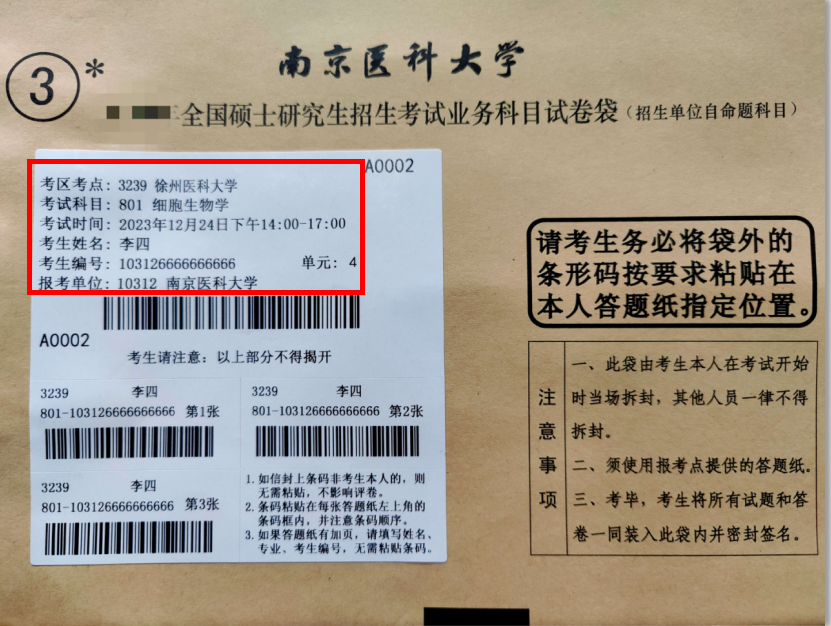 ③*
南京医科大学
年全国硕士研究生招生考试业务科目试卷袋（招生单位自命题科目）
A0002
考区考点：3239 徐州医科大学
考试科目：801 细胞生物学
考试时间：2023年12月24日下午14:00-17:00
考生姓名：李四
考生编号：103126666666666 单元：4
报考单位：10312 南京医科大学
A0002
考生请注意：以上部分不得揭开
3239 李四
801-103126666666666 第1张
3239 李四
801-103126666666666 第2张
3239 李四
801-103126666666666 第3张
1.如信封上条码非考生本人的，则
无需粘贴，不影响评卷。
2.条码粘贴在每张答题纸左上角的
条码框内，并注意条码顺序。
3.如果答题纸有加页，请填写姓名、
专业、考生编号，无需粘贴条码。
请考生务必将袋外的
条形码按要求粘贴在
本人答题纸指定位置。
注意事项
一、此袋由考生本人在考试开始
时当场拆封，其他人员一律不得
拆封。
二、须使用报考点提供的答题纸。
三、考毕，考生将所有试题和答
卷一同装入此袋内并密封签名。